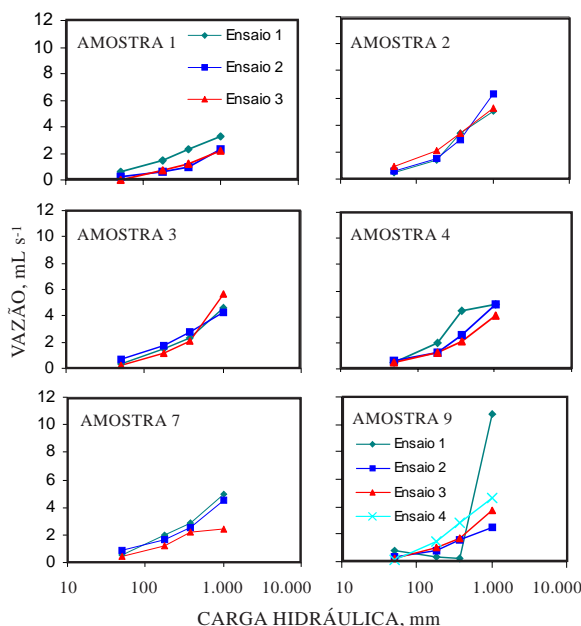 12
10
8
6
4
2
0
AMOSTRA 1
Ensaio 1
Ensaio 2
Ensaio 3
AMOSTRA 2
12
10
8
6
4
2
0
AMOSTRA 3
AMOSTRA 4
VAZÃO, mL s-1
12
10
8
6
4
2
0
AMOSTRA 7
AMOSTRA 9
Ensaio 1
Ensaio 2
Ensaio 3
Ensaio 4
10 100 1.000 10.000
10 100 1.000 10.000
CARGA HIDRÁULICA, mm